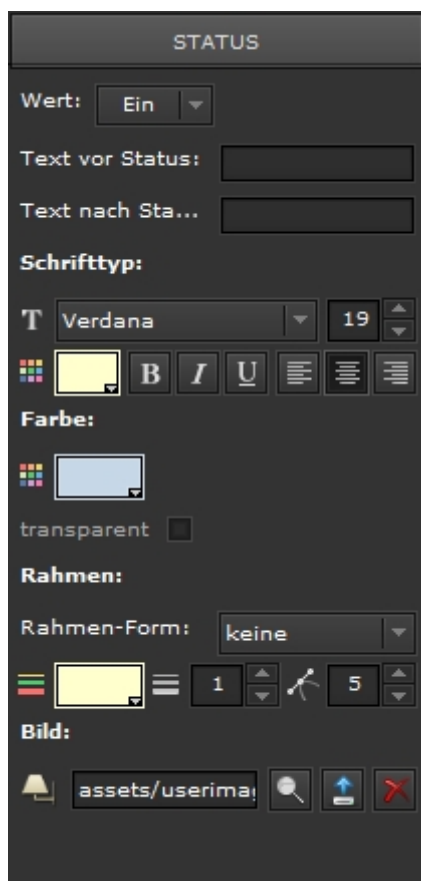 STATUS
Wert: Ein
Text vor Status:
Text nach Sta...
Schrifttyp:
T Verdana 19
B I U
Farbe:
transparent
Rahmen:
Rahmen-Form: keine
1 5
Bild:
assets/userima